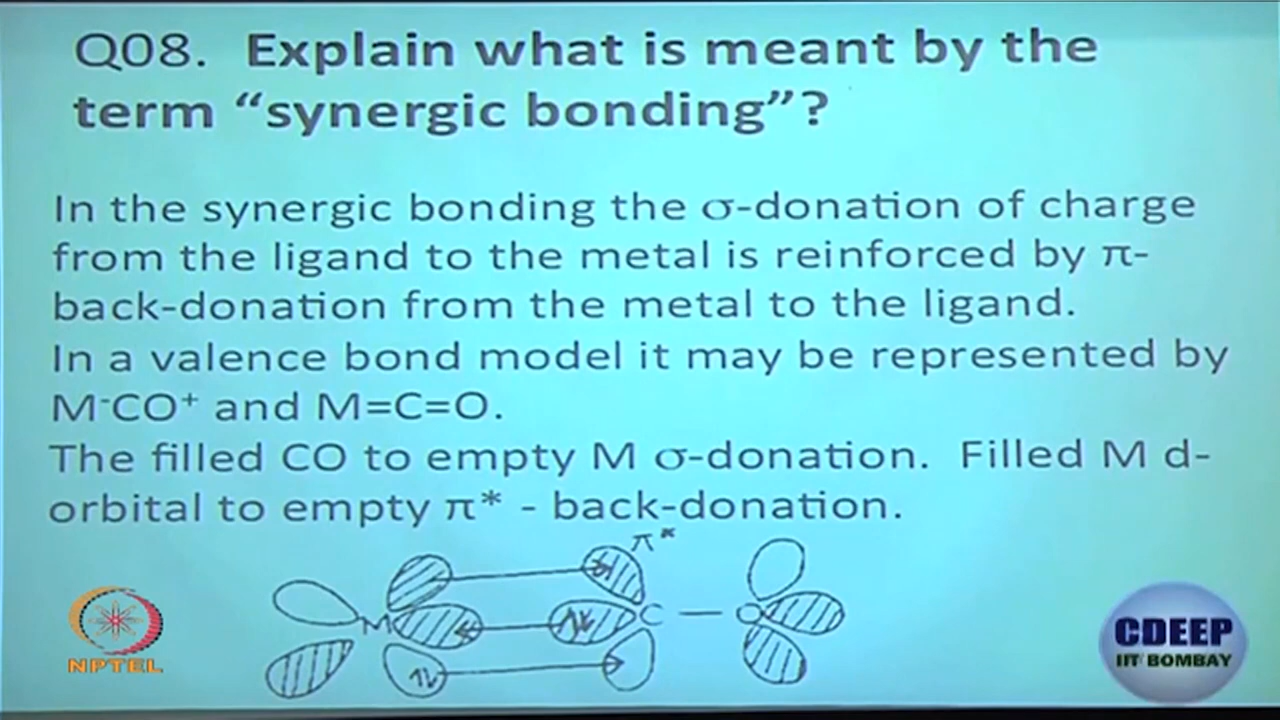 Q08. Explain what is meant by the
term “synergic bonding”?
In the synergic bonding the σ-donation of charge
from the ligand to the metal is reinforced by π-
back-donation from the metal to the ligand.
In a valence bond model it may be represented by
M⁻CO⁺ and M=C=O.
The filled CO to empty M σ-donation. Filled M d-
orbital to empty π* - back-donation.
π*
M C — O
NPTEL
CDEEP
IIT BOMBAY